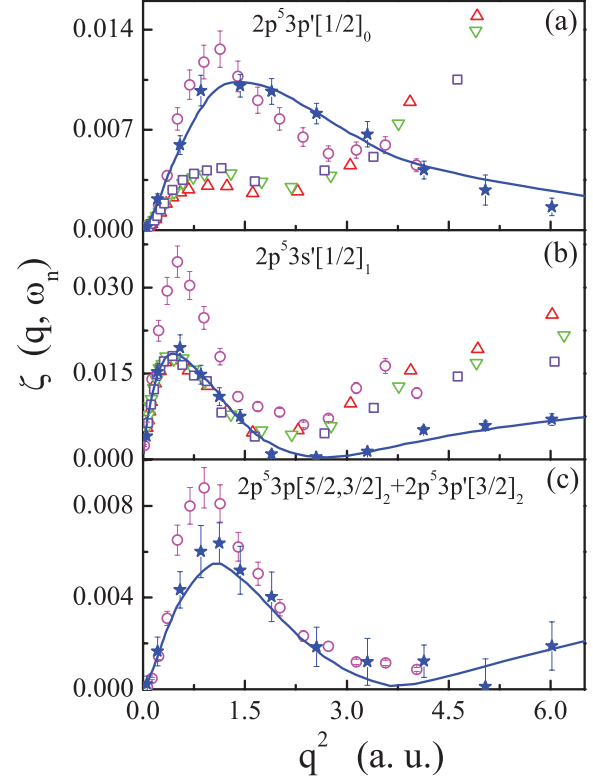 (a)
2p⁵3p'[1/2]₀
0.014
0.007
0.000
(b)
2p⁵3s'[1/2]₁
0.030
0.015
0.000
(c)
2p⁵3p[5/2,3/2]₂+2p⁵3p'[3/2]₂
0.008
0.004
0.000
ζ (q, ωₙ)
0.0 1.5 3.0 4.5 6.0
q² (a. u.)